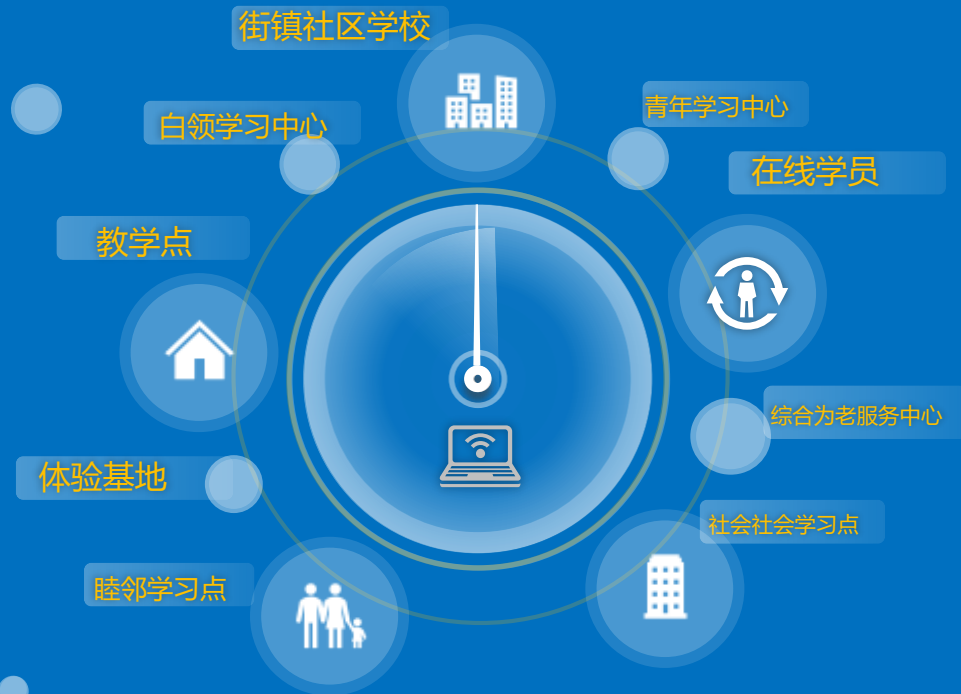 街镇社区学校
青年学习中心
白领学习中心
在线学员
教学点
综合为老服务中心
体验基地
社会社会学习点
睦邻学习点